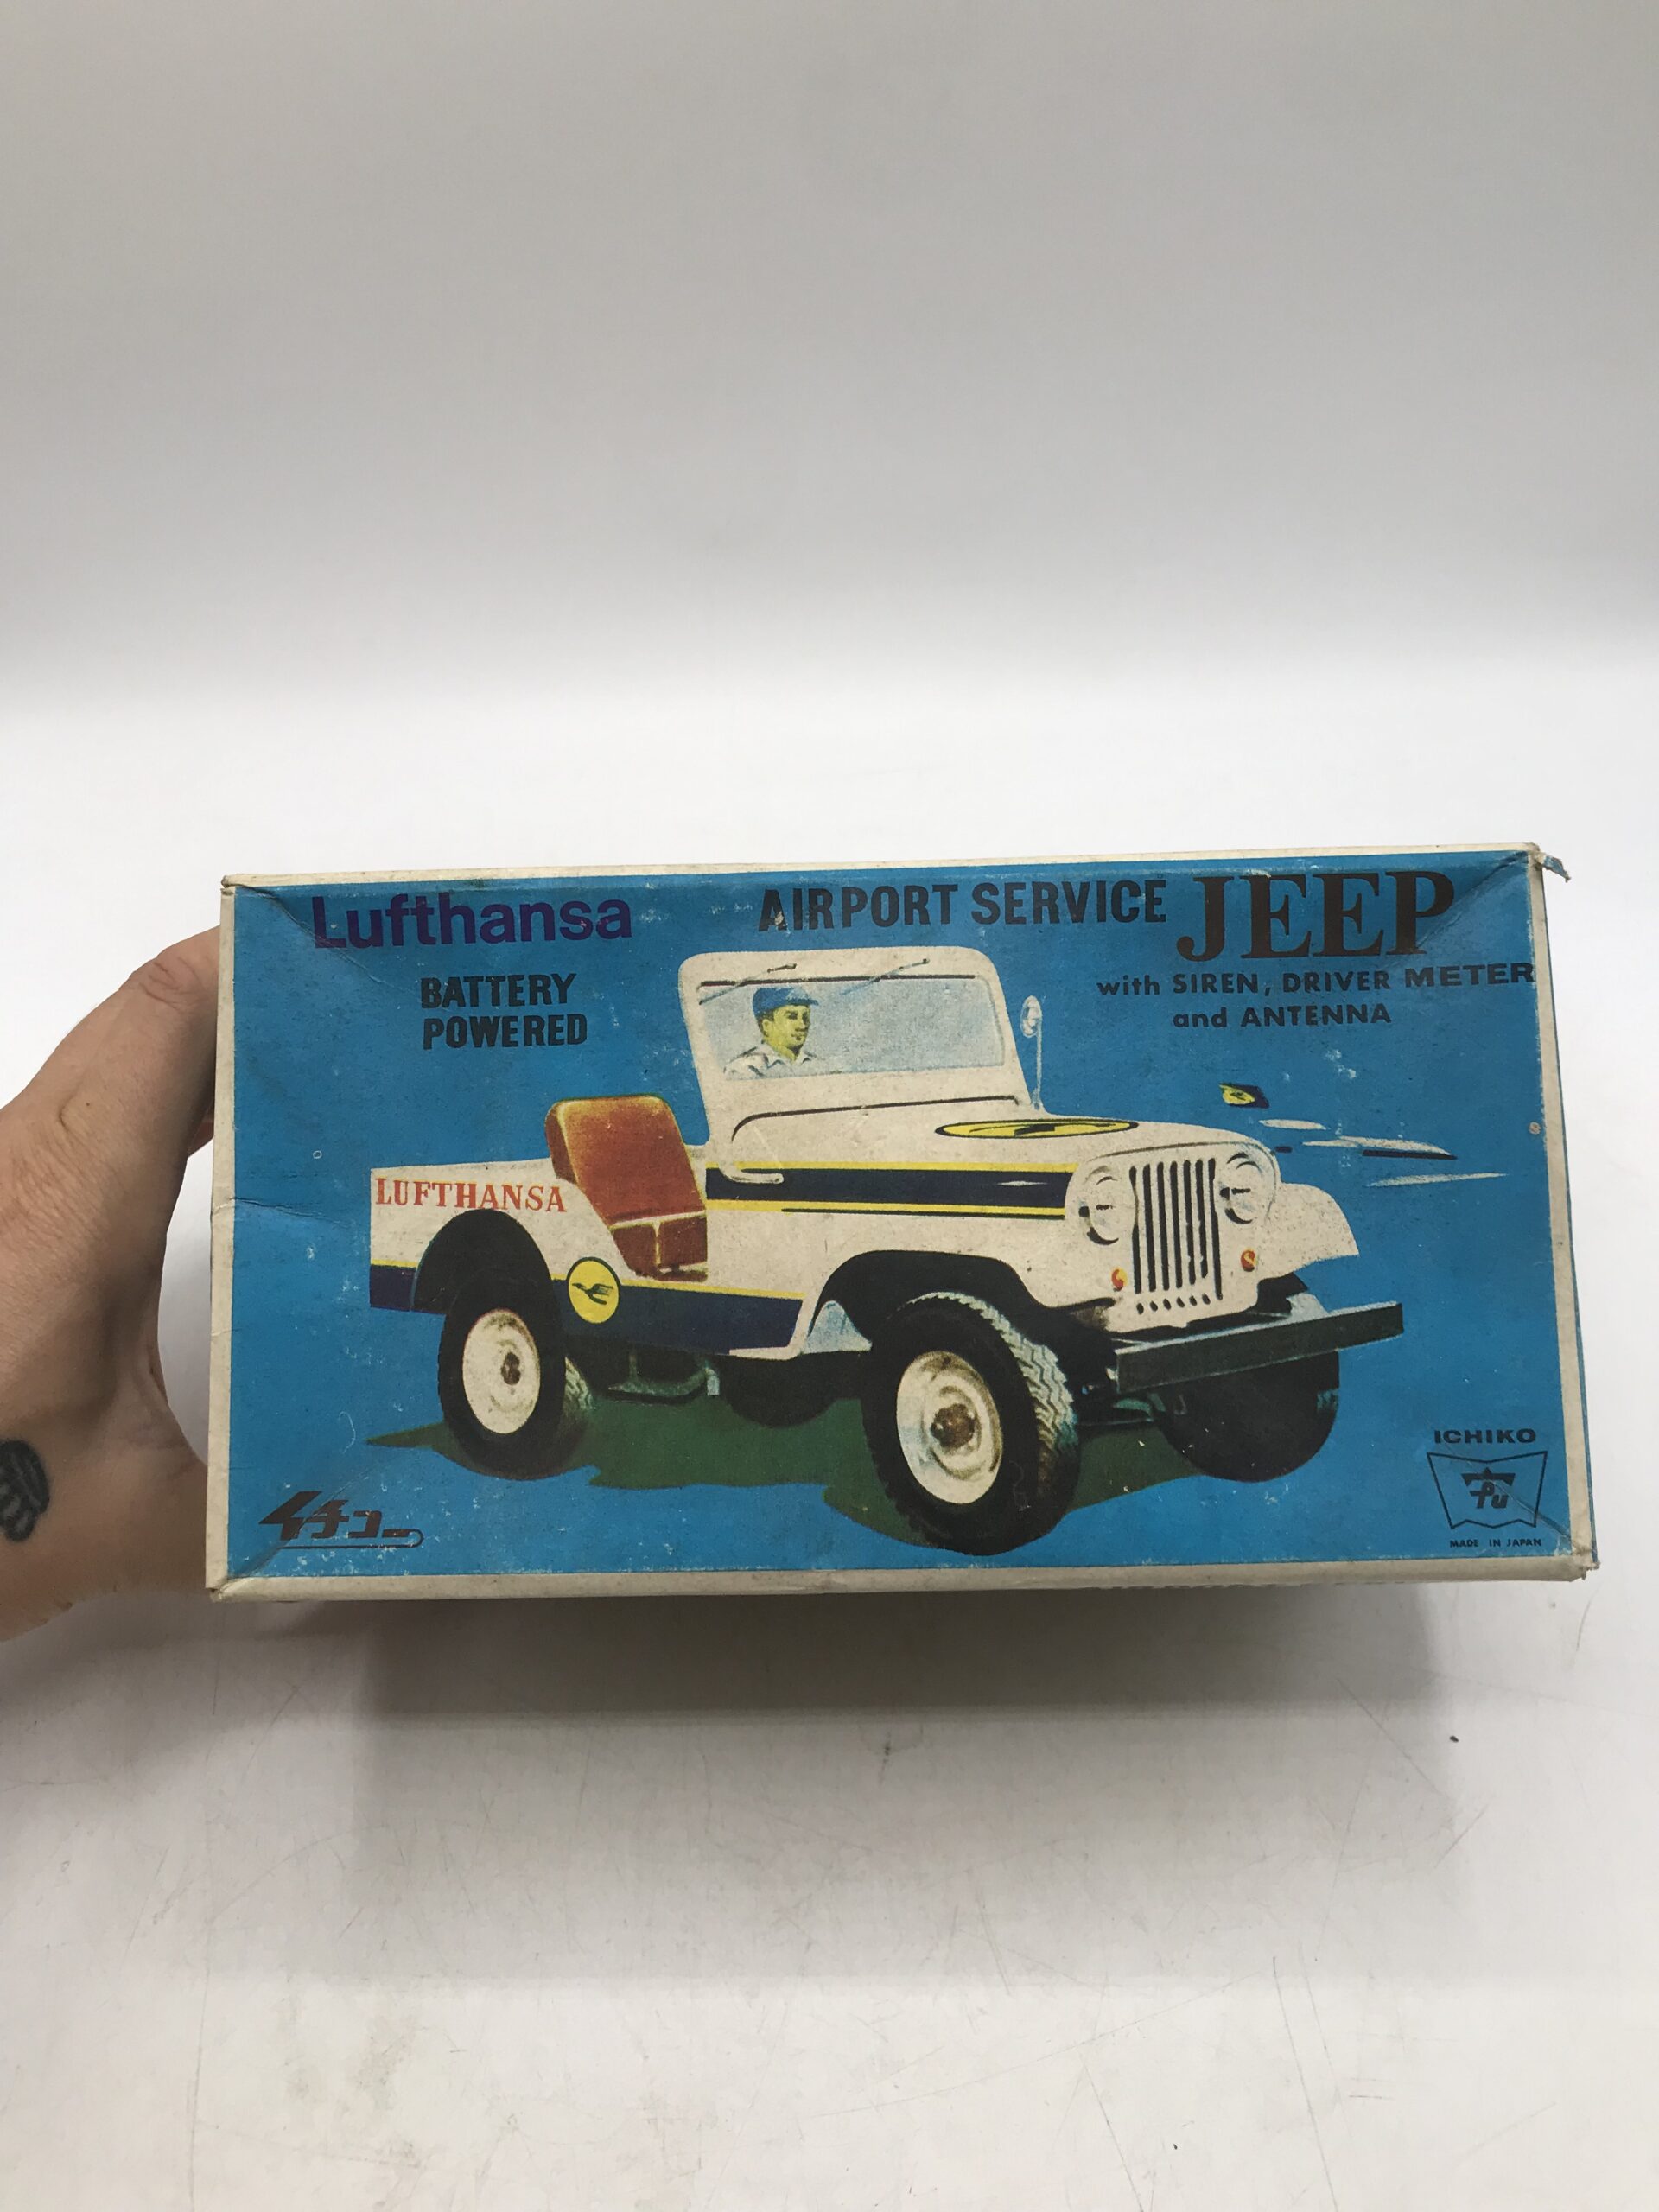 Lufthansa
AIRPORT SERVICE JEEP
with SIREN, DRIVER METER
and ANTENNA
BATTERY
POWERED
LUFTHANSA
イチコー
ICHIKO
MADE IN JAPAN